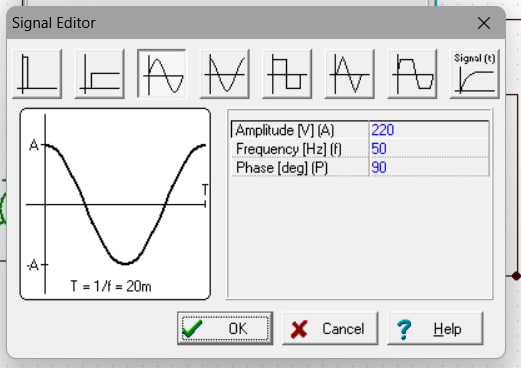 Signal Editor
Signal (t)
Amplitude [V] (A) 220
Frequency [Hz] (f) 50
Phase [deg] (P) 90
A
T
-A
T = 1/f = 20m
OK Cancel Help